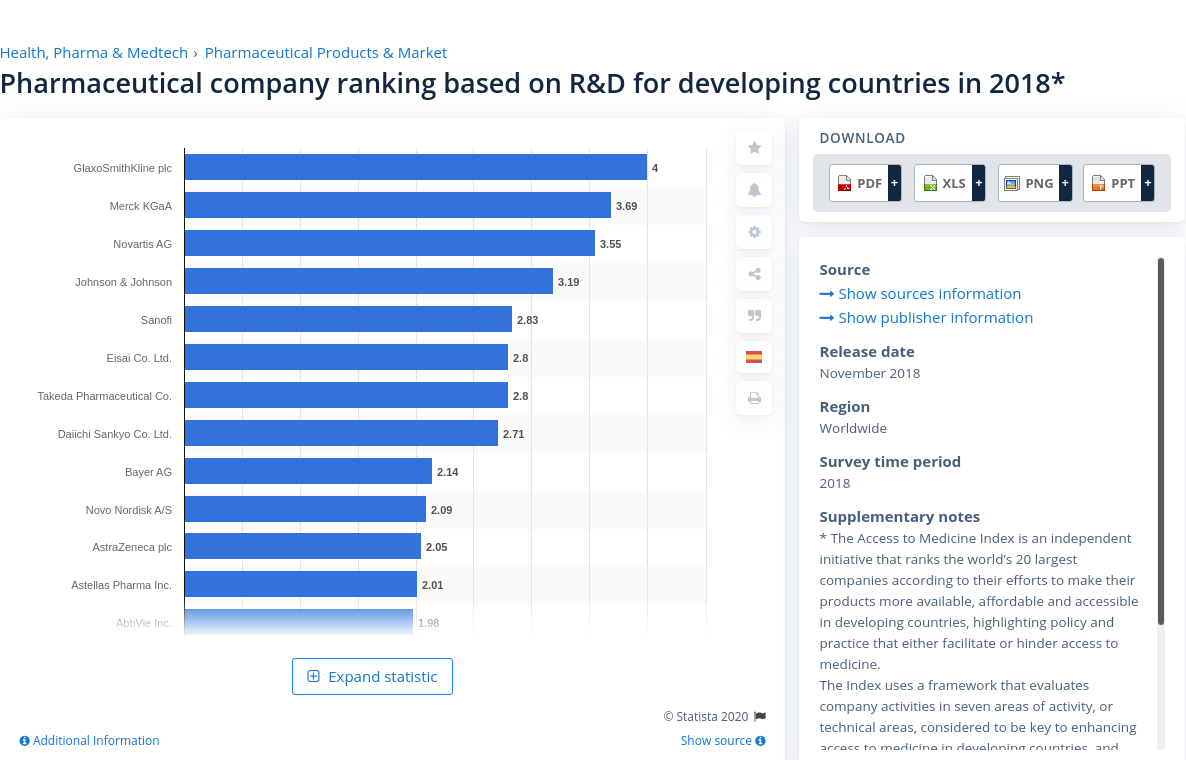 Health, Pharma & Medtech › Pharmaceutical Products & Market
Pharmaceutical company ranking based on R&D for developing countries in 2018*
GlaxoSmithKline plc 4
Merck KGaA 3.69
Novartis AG 3.55
Johnson & Johnson 3.19
Sanofi 2.83
Eisai Co. Ltd. 2.8
Takeda Pharmaceutical Co. 2.8
Daiichi Sankyo Co. Ltd. 2.71
Bayer AG 2.14
Novo Nordisk A/S 2.09
AstraZeneca plc 2.05
Astellas Pharma Inc. 2.01
AbbVie Inc. 1.98
Expand statistic
© Statista 2020
Additional Information
Show source
DOWNLOAD
PDF + XLS + PNG + PPT +
Source
Show sources information
Show publisher information
Release date
November 2018
Region
Worldwide
Survey time period
2018
Supplementary notes
* The Access to Medicine Index is an independent
initiative that ranks the world's 20 largest
companies according to their efforts to make their
products more available, affordable and accessible
in developing countries, highlighting policy and
practice that either facilitate or hinder access to
medicine.
The Index uses a framework that evaluates
company activities in seven areas of activity, or
technical areas, considered to be key to enhancing
access to medicine in developing countries, and